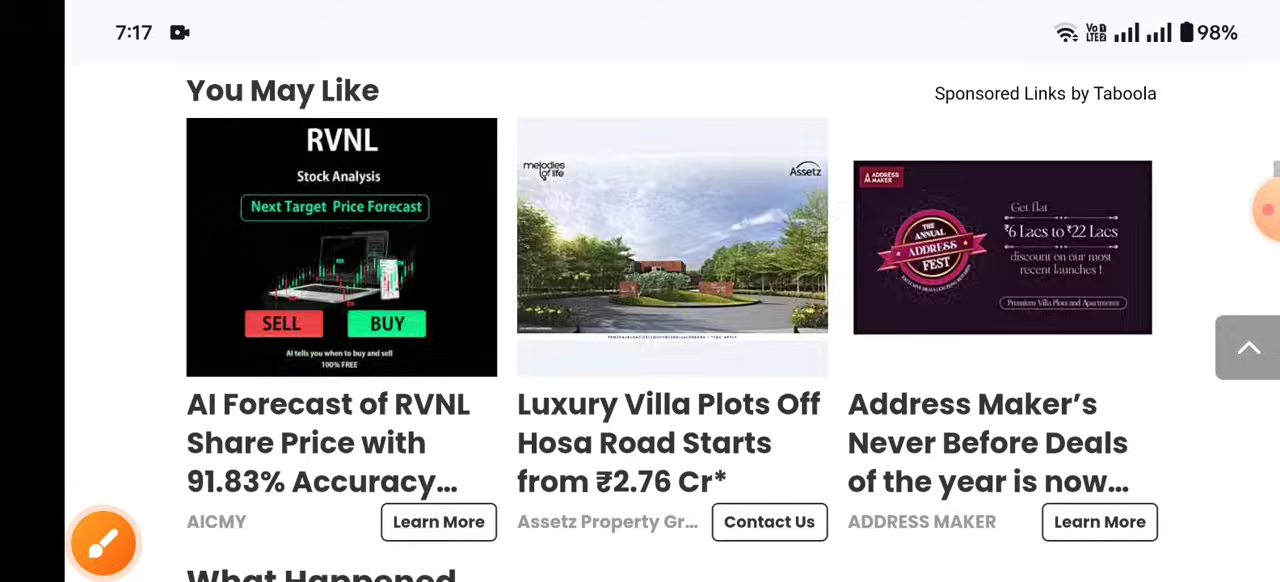 7:17
Vo LTE 98%
You May Like
Sponsored Links by Taboola
RVNL
Stock Analysis
Next Target Price Forecast
SELL BUY
AI tells you when to buy and sell
100% FREE
AI Forecast of RVNL
Share Price with
91.83% Accuracy...
AICMY
Learn More
melodies
of life
Assetz
Luxury Villa Plots Off
Hosa Road Starts
from ₹2.76 Cr*
Assetz Property Gr...
Contact Us
ADDRESS
MAKER
THE
ANNUAL
ADDRESS
FEST
Get flat
₹6 Lacs to ₹22 Lacs
discount on our most
recent launches !
Premium Villa Plots and Apartments
Address Maker’s
Never Before Deals
of the year is now...
ADDRESS MAKER
Learn More
What Happened